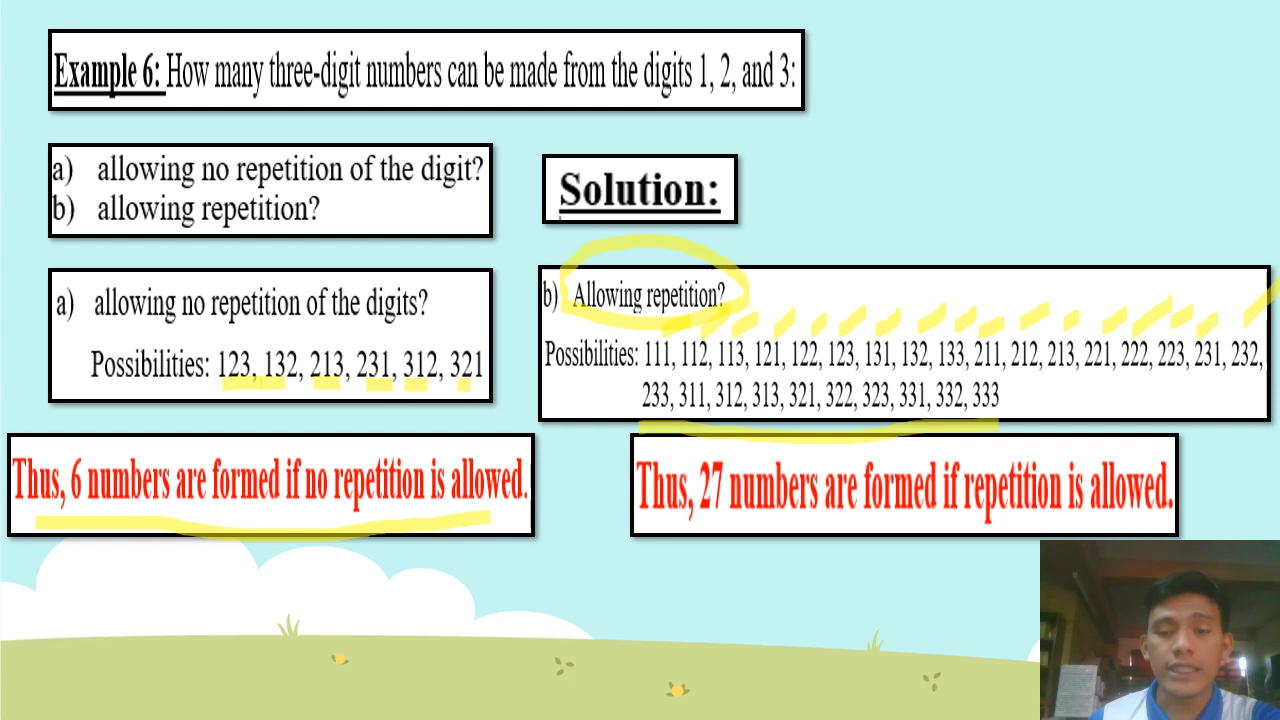 Example 6: How many three-digit numbers can be made from the digits 1, 2, and 3:
a) allowing no repetition of the digit?
b) allowing repetition?
Solution:
a) allowing no repetition of the digits?
Possibilities: 123, 132, 213, 231, 312, 321
Thus, 6 numbers are formed if no repetition is allowed.
b) Allowing repetition?
Possibilities: 111, 112, 113, 121, 122, 123, 131, 132, 133, 211, 212, 213, 221, 222, 223, 231, 232,
233, 311, 312, 313, 321, 322, 323, 331, 332, 333
Thus, 27 numbers are formed if repetition is allowed.